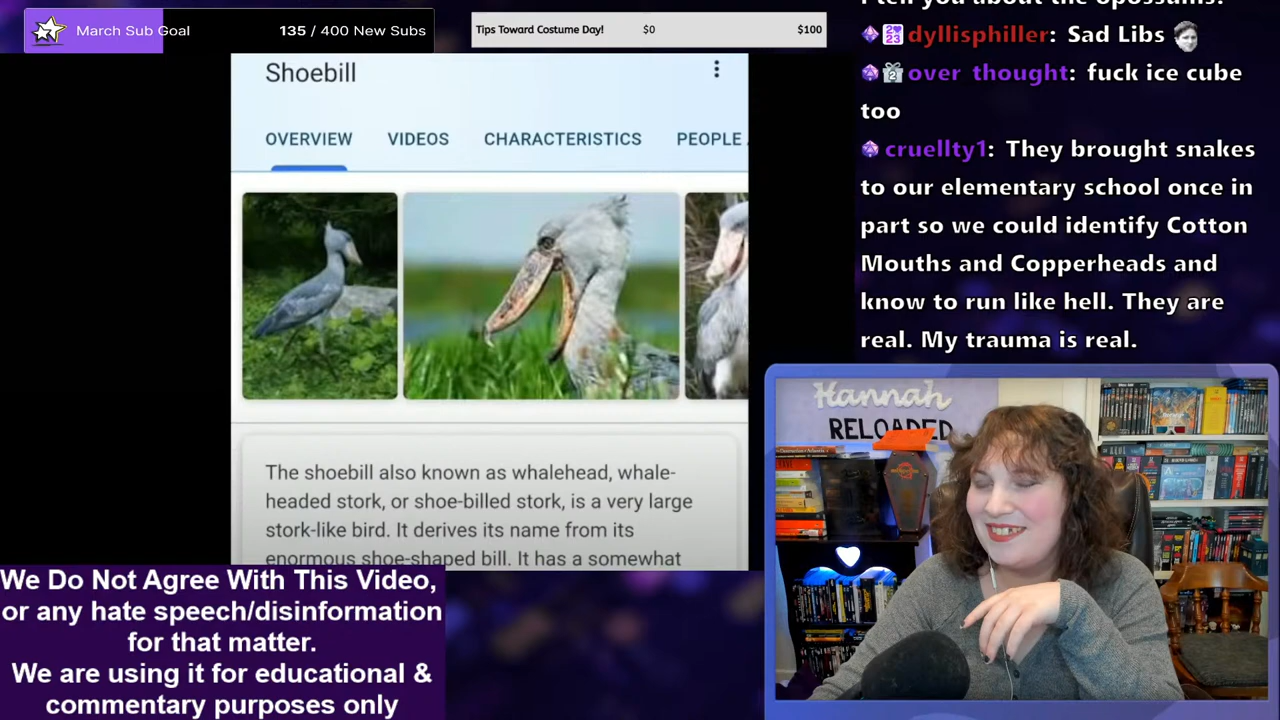 March Sub Goal
135 / 400 New Subs
Tips Toward Costume Day!
$0
$100
Shoebill
OVERVIEW
VIDEOS
CHARACTERISTICS
PEOPLE
The shoebill also known as whalehead, whale-
headed stork, or shoe-billed stork, is a very large
stork-like bird. It derives its name from its
enormous shoe-shaped bill. It has a somewhat
We Do Not Agree With This Video,
or any hate speech/disinformation
for that matter.
We are using it for educational &
commentary purposes only
I tell you about the opossums.
dyllisphiller: Sad Libs
over thought: fuck ice cube
too
cruellty1: They brought snakes
to our elementary school once in
part so we could identify Cotton
Mouths and Copperheads and
know to run like hell. They are
real. My trauma is real.
Hannah
RELOADED